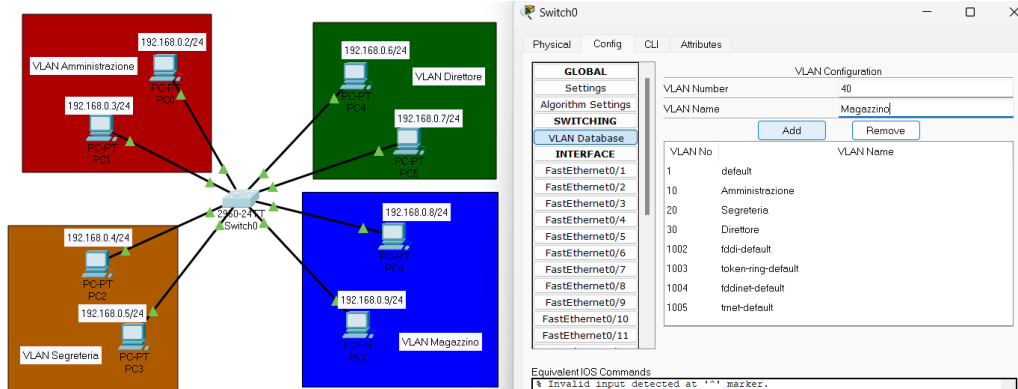 192.168.0.2/24
VLAN Amministrazione
PC-PT
PC0
192.168.0.3/24
PC-PT
PC1
192.168.0.6/24
VLAN Direttore
PC-PT
PC4
192.168.0.7/24
PC-PT
PC5
2960-24TT
Switch0
192.168.0.4/24
PC-PT
PC2
192.168.0.5/24
VLAN Segreteria
PC-PT
PC3
192.168.0.8/24
PC-PT
PC6
192.168.0.9/24
VLAN Magazzino
PC-PT
PC7
Switch0
Physical Config CLI Attributes
GLOBAL
Settings
Algorithm Settings
SWITCHING
VLAN Database
INTERFACE
FastEthernet0/1
FastEthernet0/2
FastEthernet0/3
FastEthernet0/4
FastEthernet0/5
FastEthernet0/6
FastEthernet0/7
FastEthernet0/8
FastEthernet0/9
FastEthernet0/10
FastEthernet0/11
VLAN Configuration
VLAN Number 40
VLAN Name Magazzino
Add Remove
VLAN No VLAN Name
1 default
10 Amministrazione
20 Segreteria
30 Direttore
1002 fddi-default
1003 token-ring-default
1004 fddinet-default
1005 trnet-default
Equivalent IOS Commands
% Invalid input detected at '^' marker.